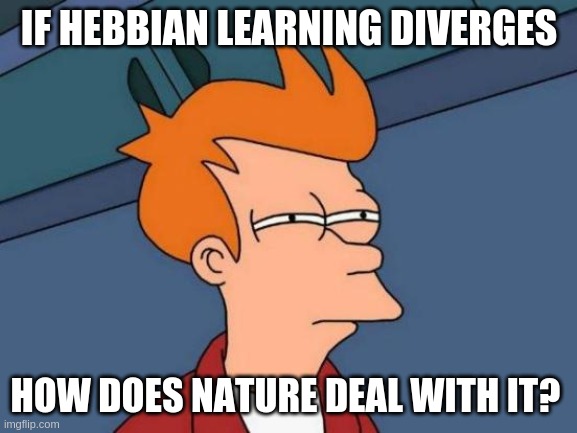 IF HEBBIAN LEARNING DIVERGES
HOW DOES NATURE DEAL WITH IT?
imgflip.com